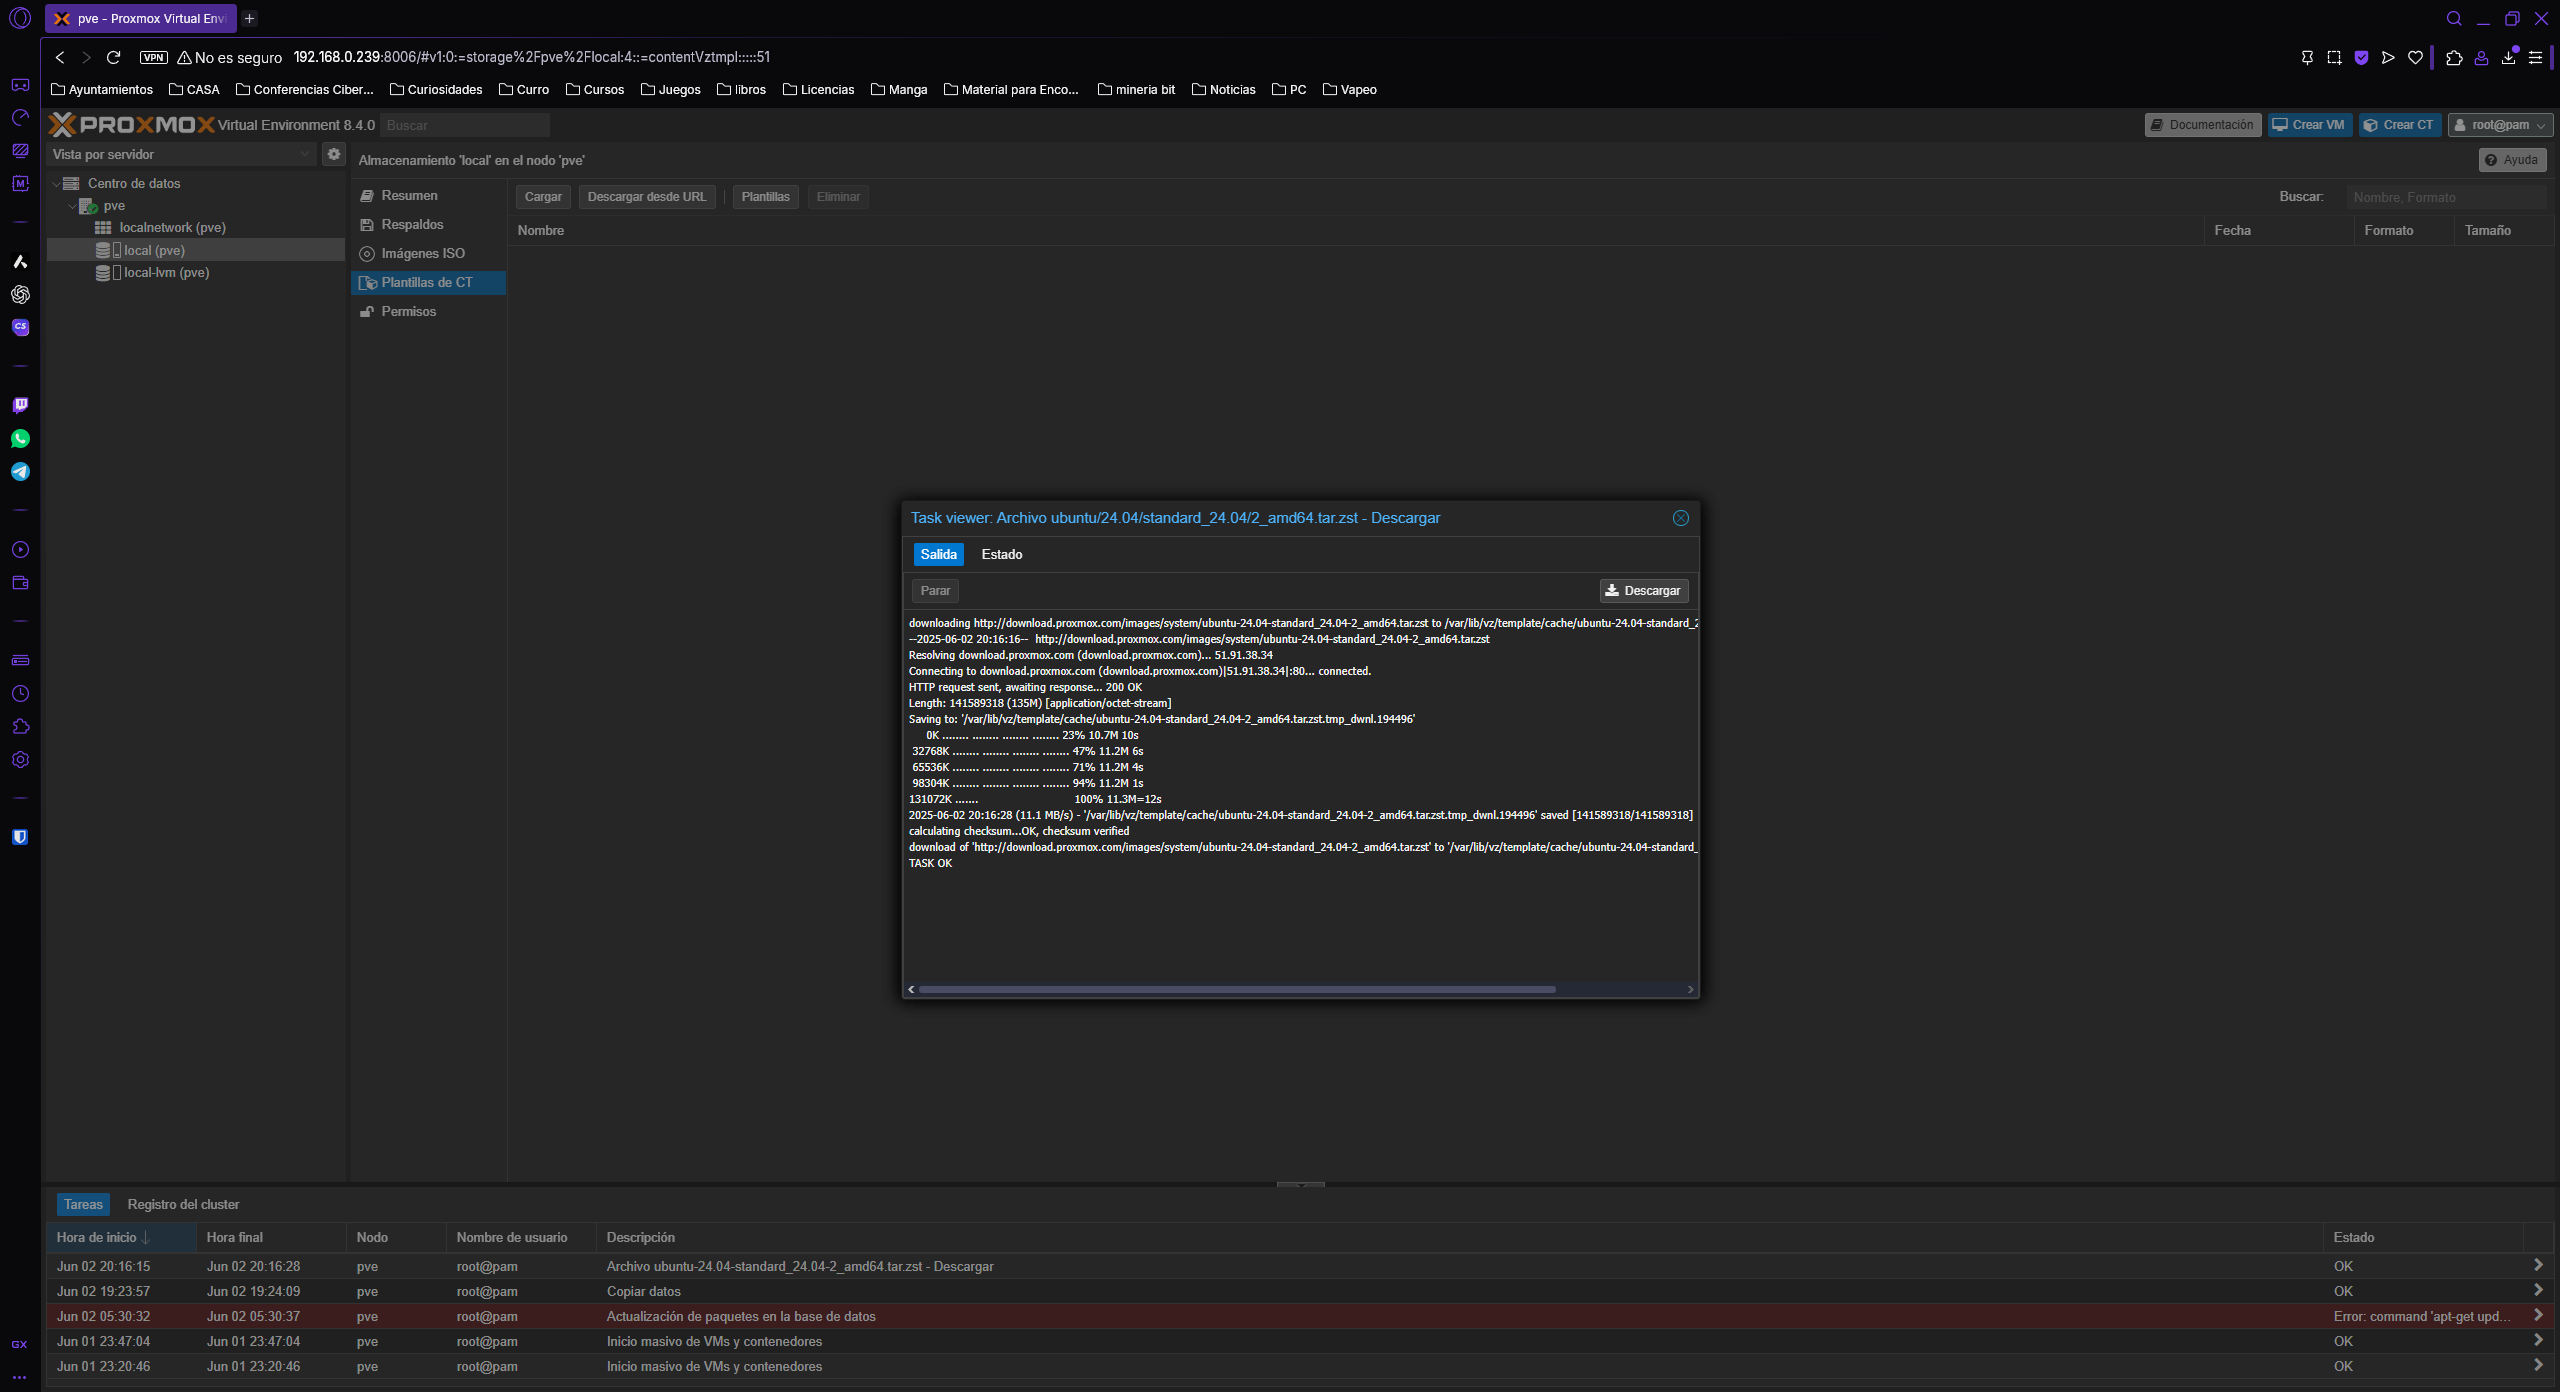 pve - Proxmox Virtual Envi
VPN No es seguro 192.168.0.239:8006/#v1:0:=storage%2Fpve%2Flocal:4::=contentVztmpl:::::51
Ayuntamientos CASA Conferencias Ciber... Curiosidades Curro Cursos Juegos libros Licencias Manga Material para Enco... mineria bit Noticias PC Vapeo
PROXMOX Virtual Environment 8.4.0 Buscar Documentación Crear VM Crear CT root@pam
Vista por servidor
Almacenamiento 'local' en el nodo 'pve' Ayuda
Centro de datos
pve
localnetwork (pve)
local (pve)
local-lvm (pve)
Resumen
Respaldos
Imágenes ISO
Plantillas de CT
Permisos
Cargar Descargar desde URL Plantillas Eliminar Buscar: Nombre, Formato
Nombre Fecha Formato Tamaño
Task viewer: Archivo ubuntu/24.04/standard_24.04/2_amd64.tar.zst - Descargar
Salida Estado
Parar Descargar
downloading http://download.proxmox.com/images/system/ubuntu-24.04-standard_24.04-2_amd64.tar.zst to /var/lib/vz/template/cache/ubuntu-24.04-standard_2
--2025-06-02 20:16:16-- http://download.proxmox.com/images/system/ubuntu-24.04-standard_24.04-2_amd64.tar.zst
Resolving download.proxmox.com (download.proxmox.com)... 51.91.38.34
Connecting to download.proxmox.com (download.proxmox.com)|51.91.38.34|:80... connected.
HTTP request sent, awaiting response... 200 OK
Length: 141589318 (135M) [application/octet-stream]
Saving to: '/var/lib/vz/template/cache/ubuntu-24.04-standard_24.04-2_amd64.tar.zst.tmp_dwnl.194496'
0K ........ ........ ........ ........ 23% 10.7M 10s
32768K ........ ........ ........ ........ 47% 11.2M 6s
65536K ........ ........ ........ ........ 71% 11.2M 4s
98304K ........ ........ ........ ........ 94% 11.2M 1s
131072K ....... 100% 11.3M=12s
2025-06-02 20:16:28 (11.1 MB/s) - '/var/lib/vz/template/cache/ubuntu-24.04-standard_24.04-2_amd64.tar.zst.tmp_dwnl.194496' saved [141589318/141589318]
calculating checksum...OK, checksum verified
download of 'http://download.proxmox.com/images/system/ubuntu-24.04-standard_24.04-2_amd64.tar.zst' to '/var/lib/vz/template/cache/ubuntu-24.04-standard_
TASK OK
Tareas Registro del cluster
Hora de inicio Hora final Nodo Nombre de usuario Descripción Estado
Jun 02 20:16:15 Jun 02 20:16:28 pve root@pam Archivo ubuntu-24.04-standard_24.04-2_amd64.tar.zst - Descargar OK
Jun 02 19:23:57 Jun 02 19:24:09 pve root@pam Copiar datos OK
Jun 02 05:30:32 Jun 02 05:30:37 pve root@pam Actualización de paquetes en la base de datos Error: command 'apt-get upd...
Jun 01 23:47:04 Jun 01 23:47:04 pve root@pam Inicio masivo de VMs y contenedores OK
Jun 01 23:20:46 Jun 01 23:20:46 pve root@pam Inicio masivo de VMs y contenedores OK
M
CS
GX